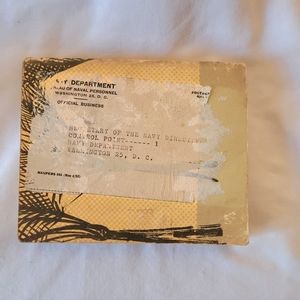 NAVY DEPARTMENT
BUREAU OF NAVAL PERSONNEL
WASHINGTON 25, D. C.
OFFICIAL BUSINESS
SECRETARY OF THE NAVY
CONTROL POINT------ 1
NAVY DEPARTMENT
WASHINGTON 25, D. C.